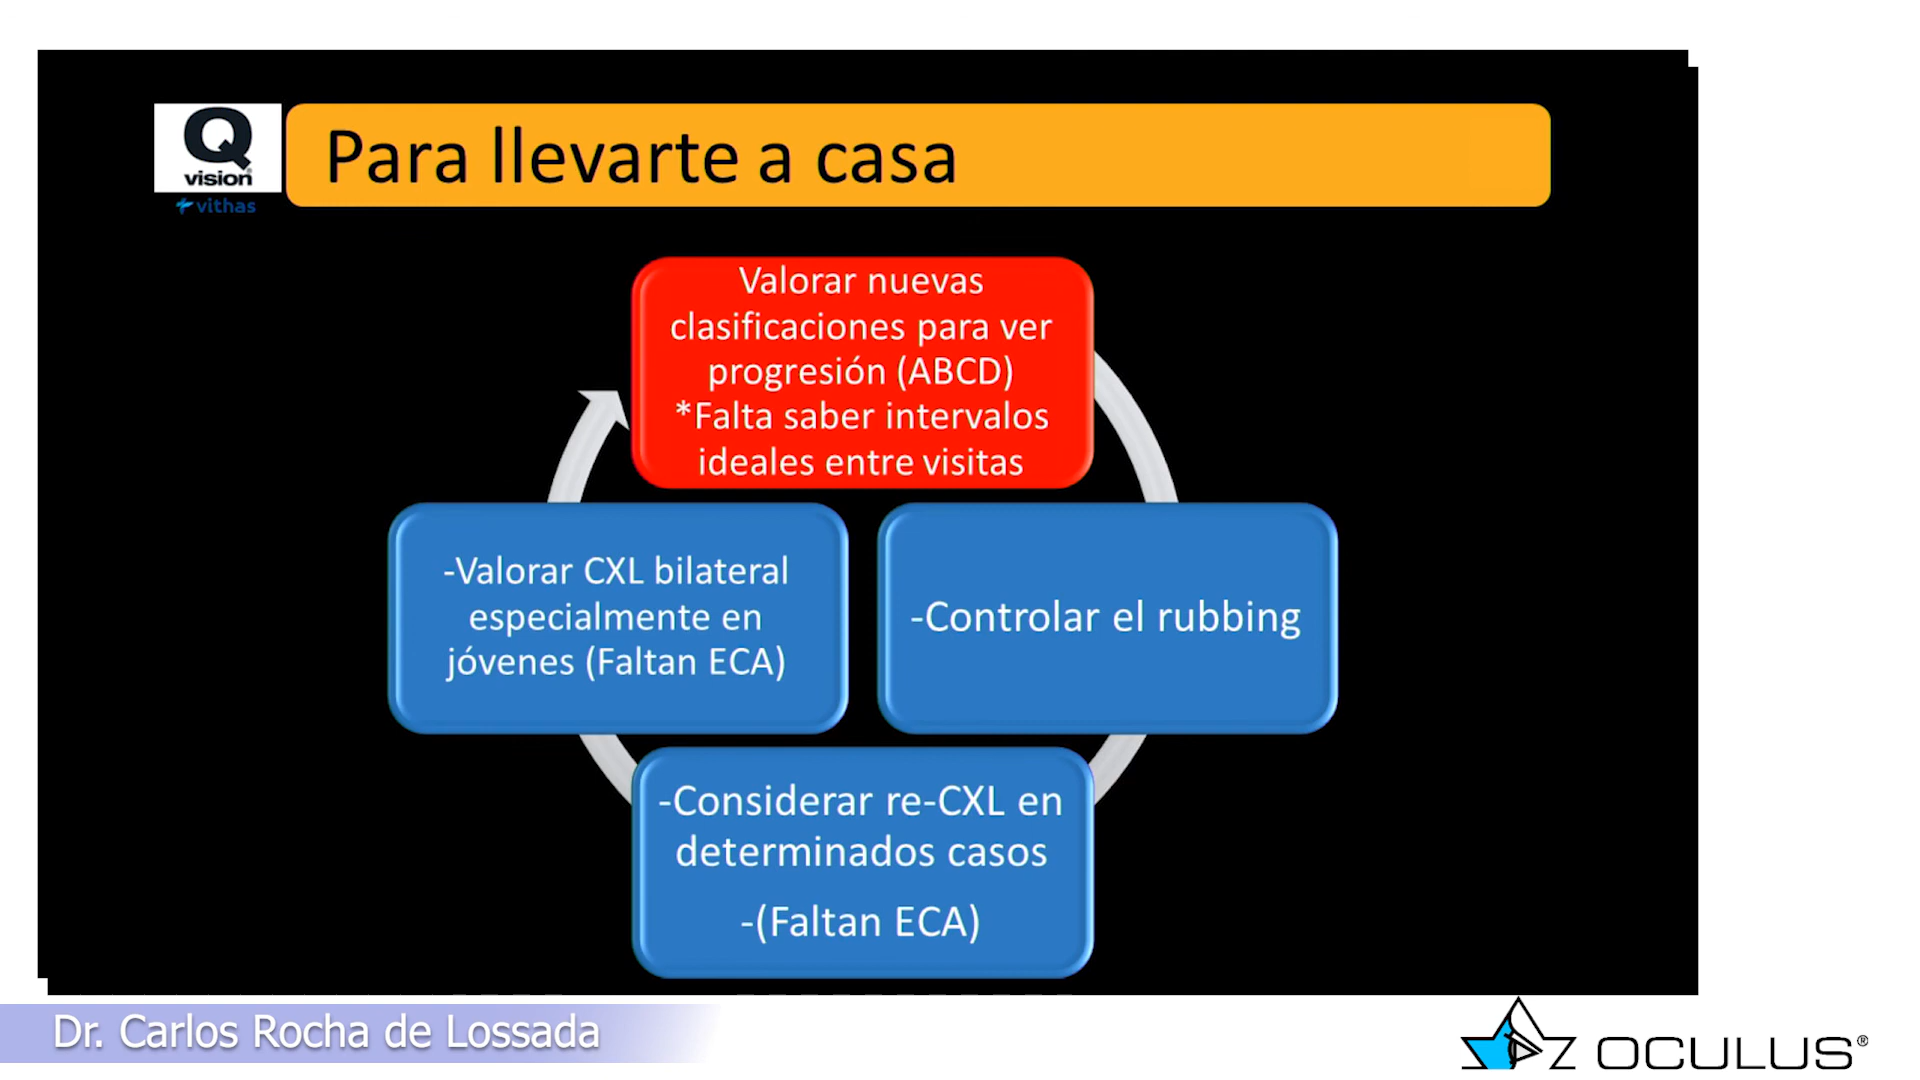 Q
vision
vithas
Para llevarte a casa
Valorar nuevas
clasificaciones para ver
progresión (ABCD)
*Falta saber intervalos
ideales entre visitas
-Valorar CXL bilateral
especialmente en
jóvenes (Faltan ECA)
-Controlar el rubbing
-Considerar re-CXL en
determinados casos
-(Faltan ECA)
Dr. Carlos Rocha de Lossada
OCULUS®